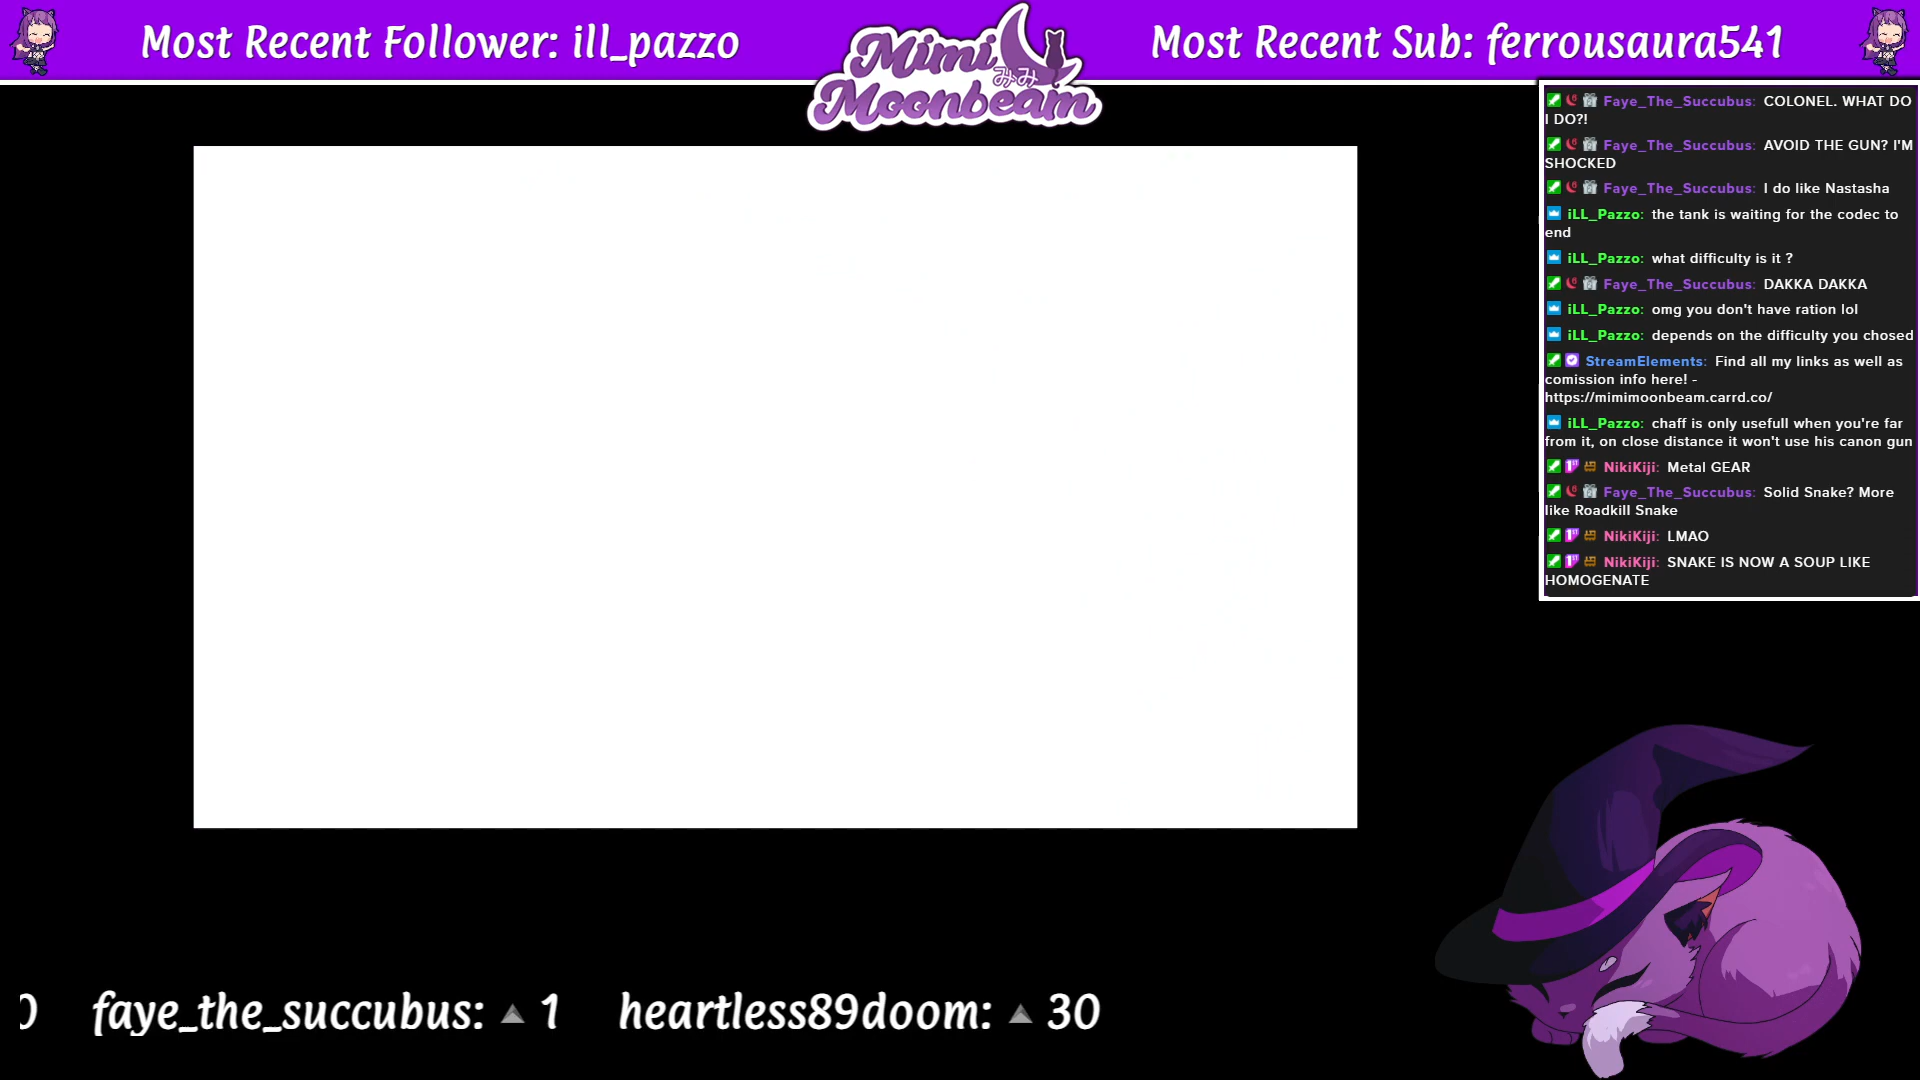 Most Recent Follower: ill_pazzo
Mimi
みみ
Moonbeam
Most Recent Sub: ferrousaura541
Faye_The_Succubus: COLONEL. WHAT DO
I DO?!
Faye_The_Succubus: AVOID THE GUN? I'M
SHOCKED
Faye_The_Succubus: I do like Nastasha
iLL_Pazzo: the tank is waiting for the codec to
end
iLL_Pazzo: what difficulty is it ?
Faye_The_Succubus: DAKKA DAKKA
iLL_Pazzo: omg you don't have ration lol
iLL_Pazzo: depends on the difficulty you chosed
StreamElements: Find all my links as well as
comission info here! -
https://mimimoonbeam.carrd.co/
iLL_Pazzo: chaff is only usefull when you're far
from it, on close distance it won't use his canon gun
NikiKiji: Metal GEAR
Faye_The_Succubus: Solid Snake? More
like Roadkill Snake
NikiKiji: LMAO
NikiKiji: SNAKE IS NOW A SOUP LIKE
HOMOGENATE
faye_the_succubus: 1 heartless89doom: 30